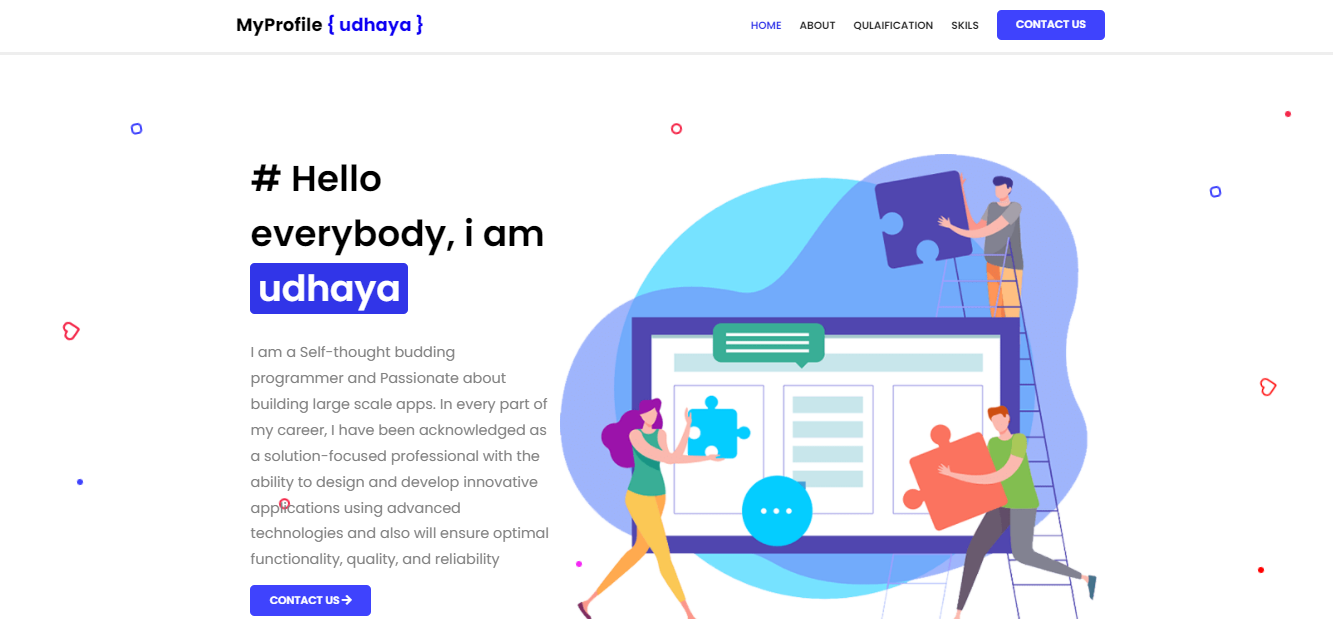 MyProfile { udhaya }
HOME ABOUT QULAIFICATION SKILS CONTACT US
# Hello
everybody, i am
udhaya
I am a Self-thought budding
programmer and Passionate about
building large scale apps. In every part of
my career, I have been acknowledged as
a solution-focused professional with the
ability to design and develop innovative
applications using advanced
technologies and also will ensure optimal
functionality, quality, and reliability
CONTACT US